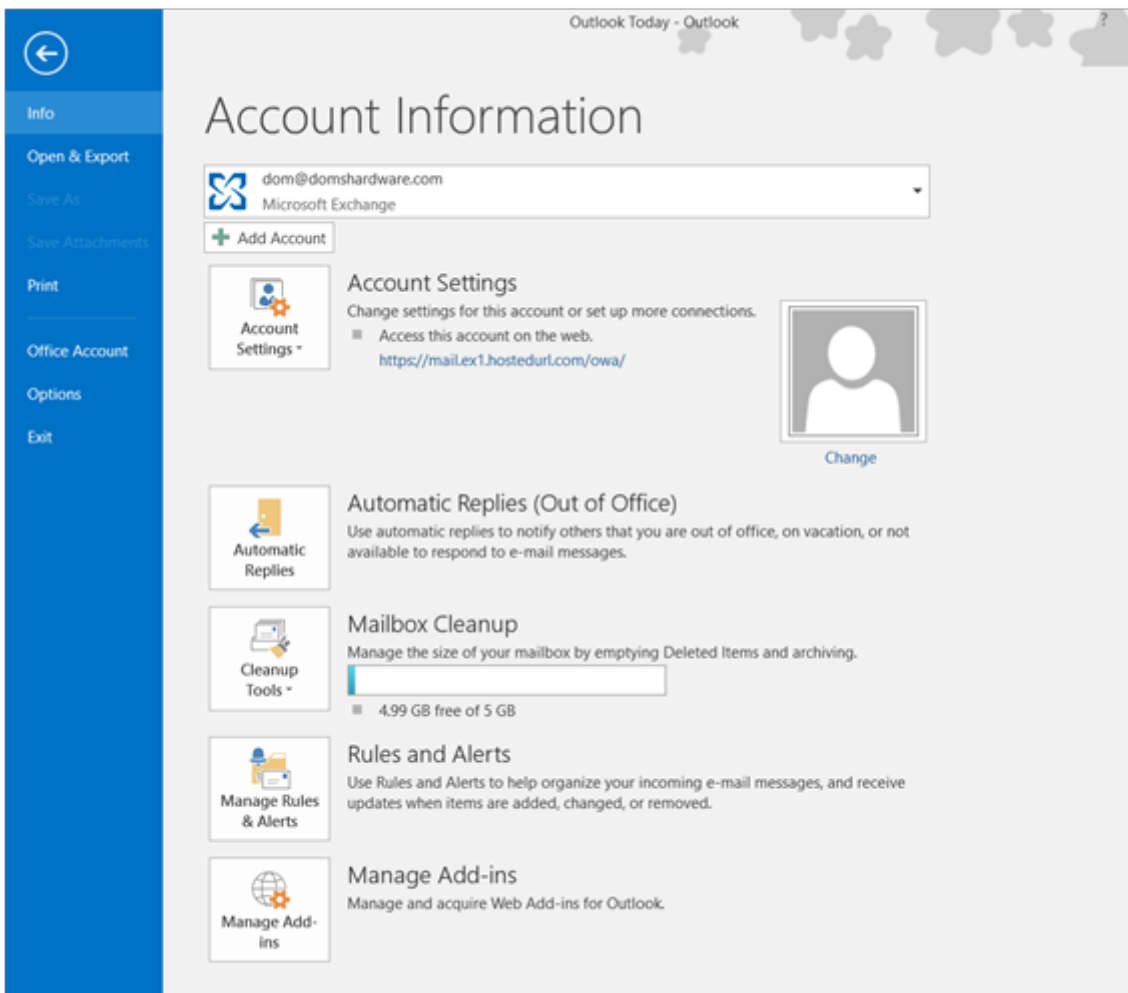 Outlook Today - Outlook
?
Info
Open & Export
Save As
Save Attachments
Print
Office Account
Options
Exit
Account Information
dom@domshardware.com
Microsoft Exchange
Add Account
Account
Settings
Account Settings
Change settings for this account or set up more connections.
Access this account on the web.
https://mail.ex1.hostedurl.com/owa/
Change
Automatic
Replies
Automatic Replies (Out of Office)
Use automatic replies to notify others that you are out of office, on vacation, or not
available to respond to e-mail messages.
Cleanup
Tools
Mailbox Cleanup
Manage the size of your mailbox by emptying Deleted Items and archiving.
4.99 GB free of 5 GB
Manage Rules
& Alerts
Rules and Alerts
Use Rules and Alerts to help organize your incoming e-mail messages, and receive
updates when items are added, changed, or removed.
Manage Add-
ins
Manage Add-ins
Manage and acquire Web Add-ins for Outlook.